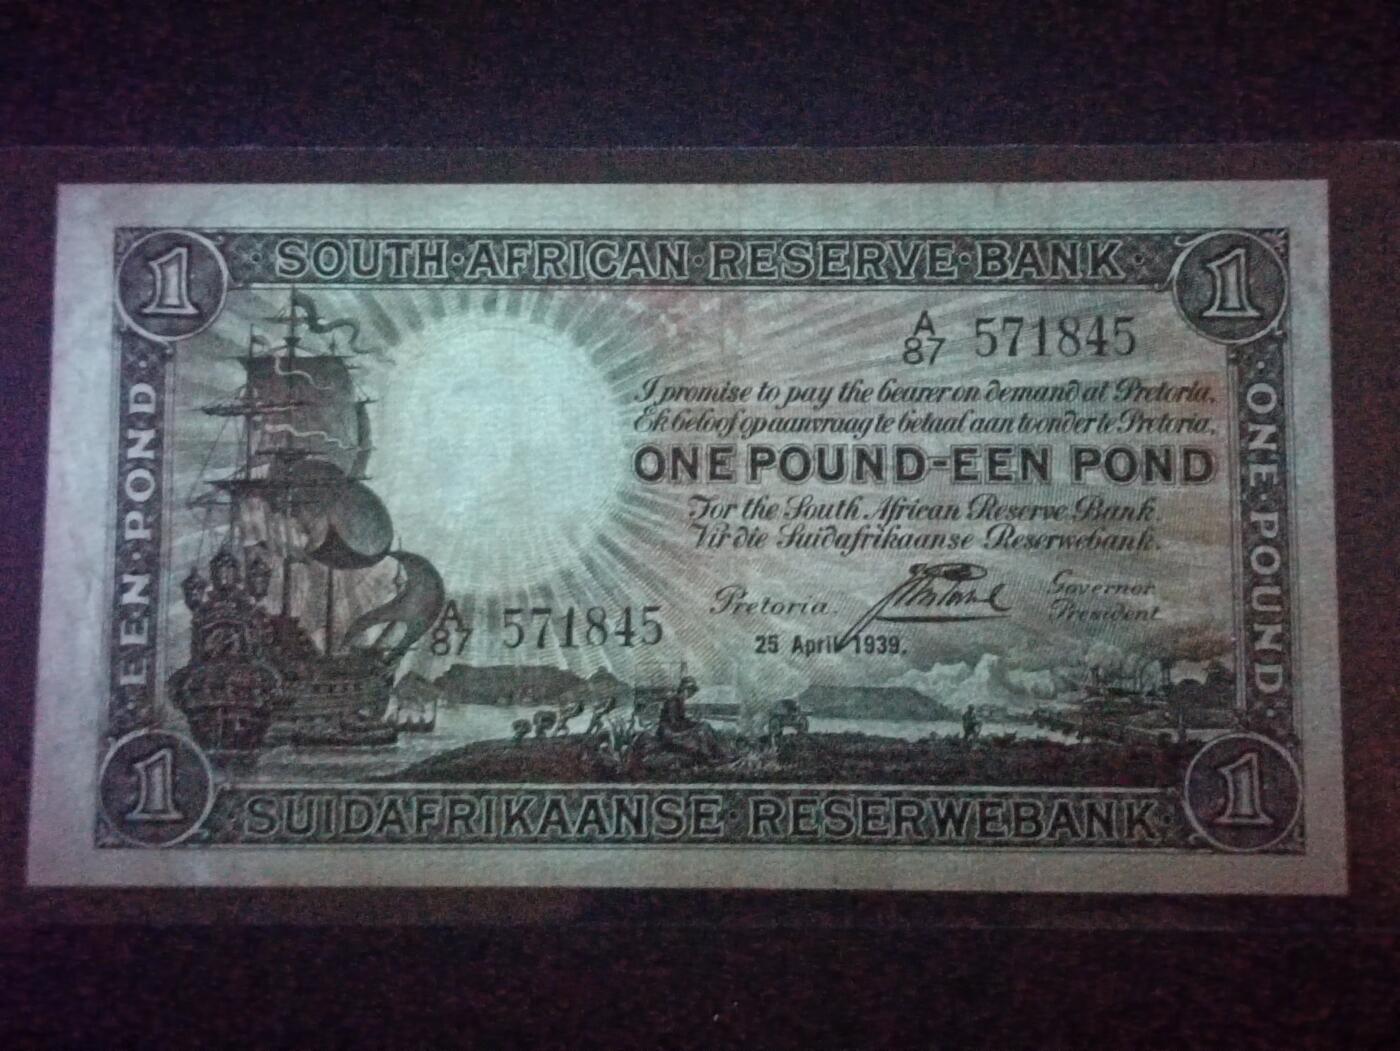 1 SOUTH·AFRICAN·RESERVE·BANK 1
A/87 571845
I promise to pay the bearer on demand at Pretoria.
Ek beloof op aanvraag te betaal aan toonder te Pretoria.
ONE POUND-EEN POND
For the South African Reserve Bank.
Vir die Suidafrikaanse Reserwebank.
Pretoria. Governor
President
25 April 1939.
A/87 571845
EEN·POND
ONE·POUND
1 SUIDAFRIKAANSE·RESERWEBANK 1